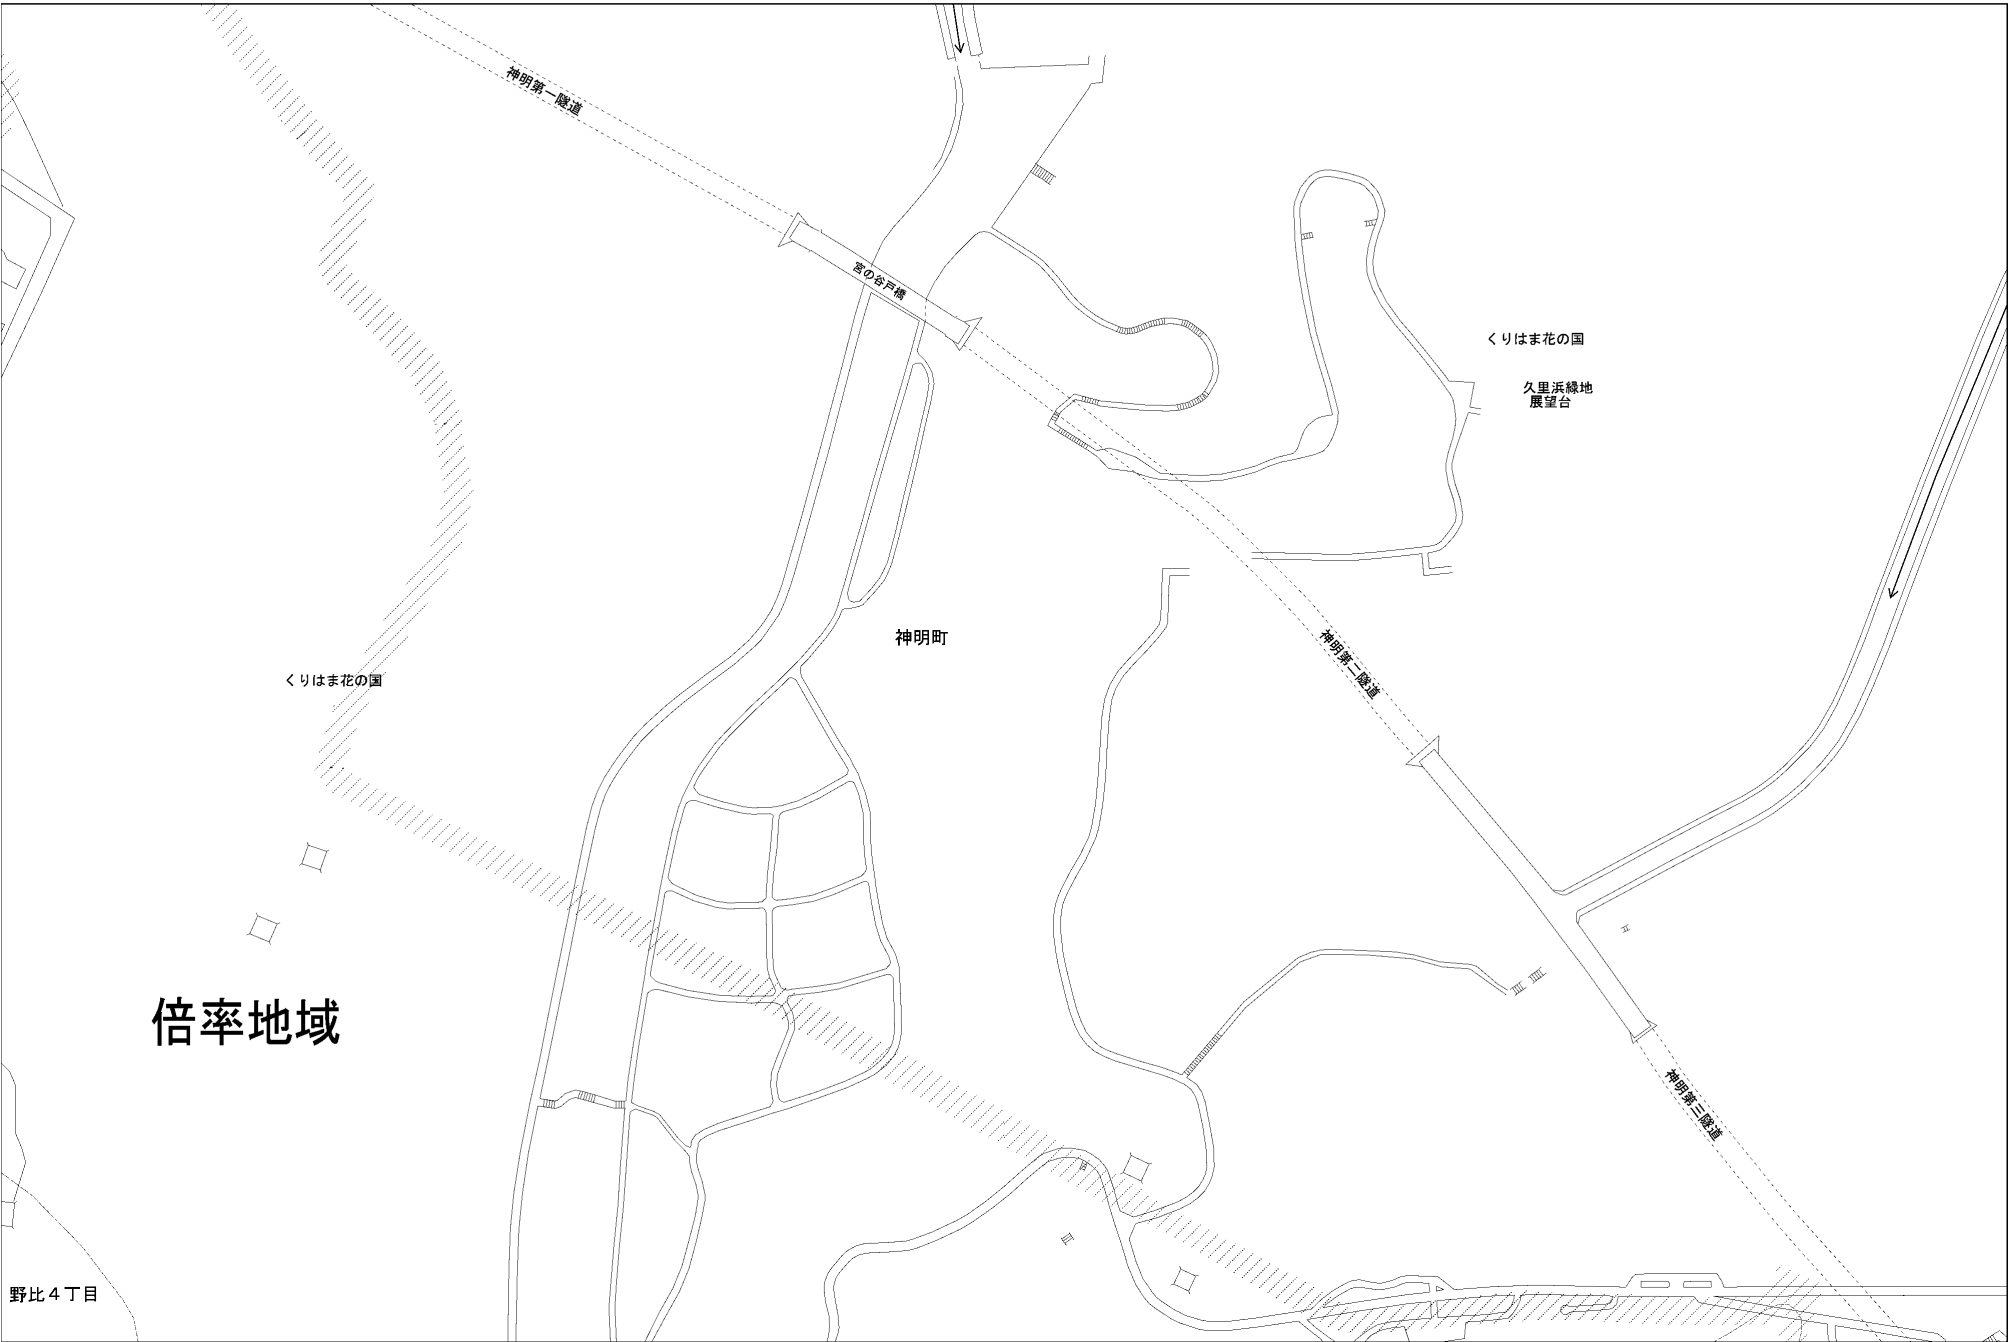 神明第一隧道
宮の谷戸橋
くりはま花の国
久里浜緑地
展望台
神明町
神明第二隧道
くりはま花の国
倍率地域
神明第三隧道
野比４丁目